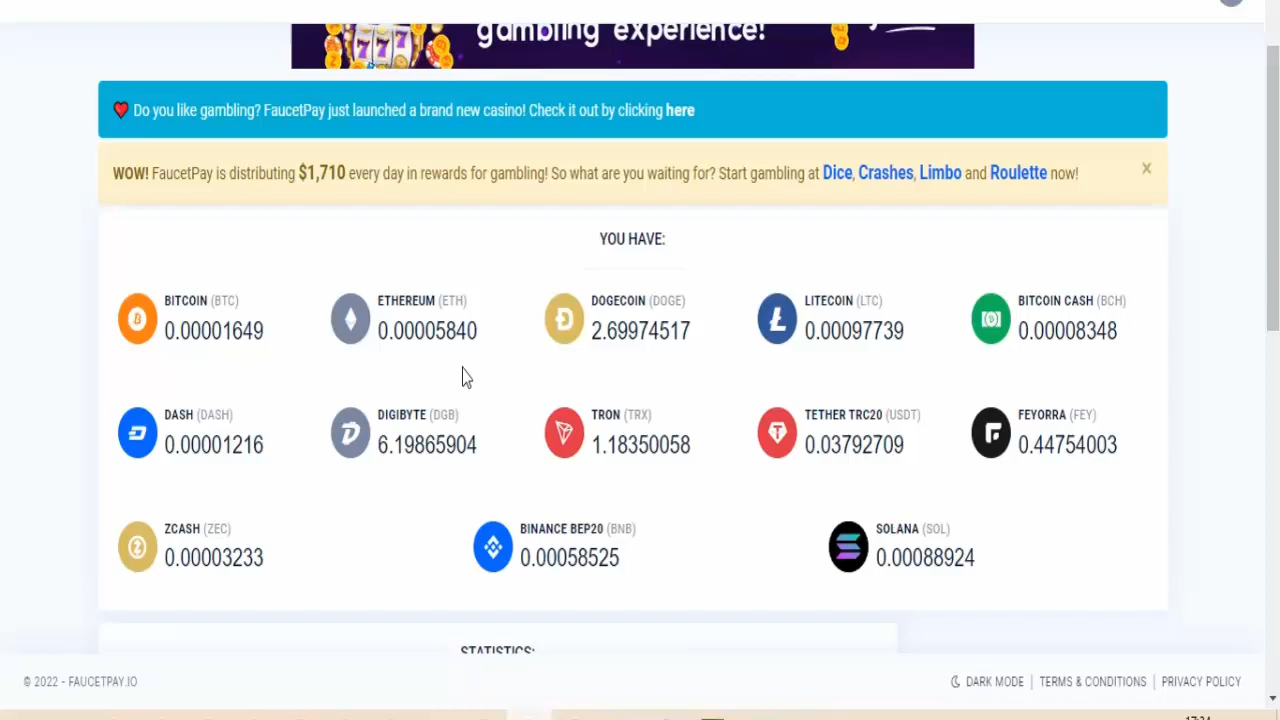 gambling experience!
777
Do you like gambling? FaucetPay just launched a brand new casino! Check it out by clicking here
WOW! FaucetPay is distributing $1,710 every day in rewards for gambling! So what are you waiting for? Start gambling at Dice, Crashes, Limbo and Roulette now!
×
YOU HAVE:
BITCOIN (BTC)
0.00001649
ETHEREUM (ETH)
0.00005840
DOGECOIN (DOGE)
2.69974517
LITECOIN (LTC)
0.00097739
BITCOIN CASH (BCH)
0.00008348
DASH (DASH)
0.00001216
DIGIBYTE (DGB)
6.19865904
TRON (TRX)
1.18350058
TETHER TRC20 (USDT)
0.03792709
FEYORRA (FEY)
0.44754003
ZCASH (ZEC)
0.00003233
BINANCE BEP20 (BNB)
0.00058525
SOLANA (SOL)
0.00088924
STATISTICS:
© 2022 - FAUCETPAY.IO
DARK MODE | TERMS & CONDITIONS | PRIVACY POLICY